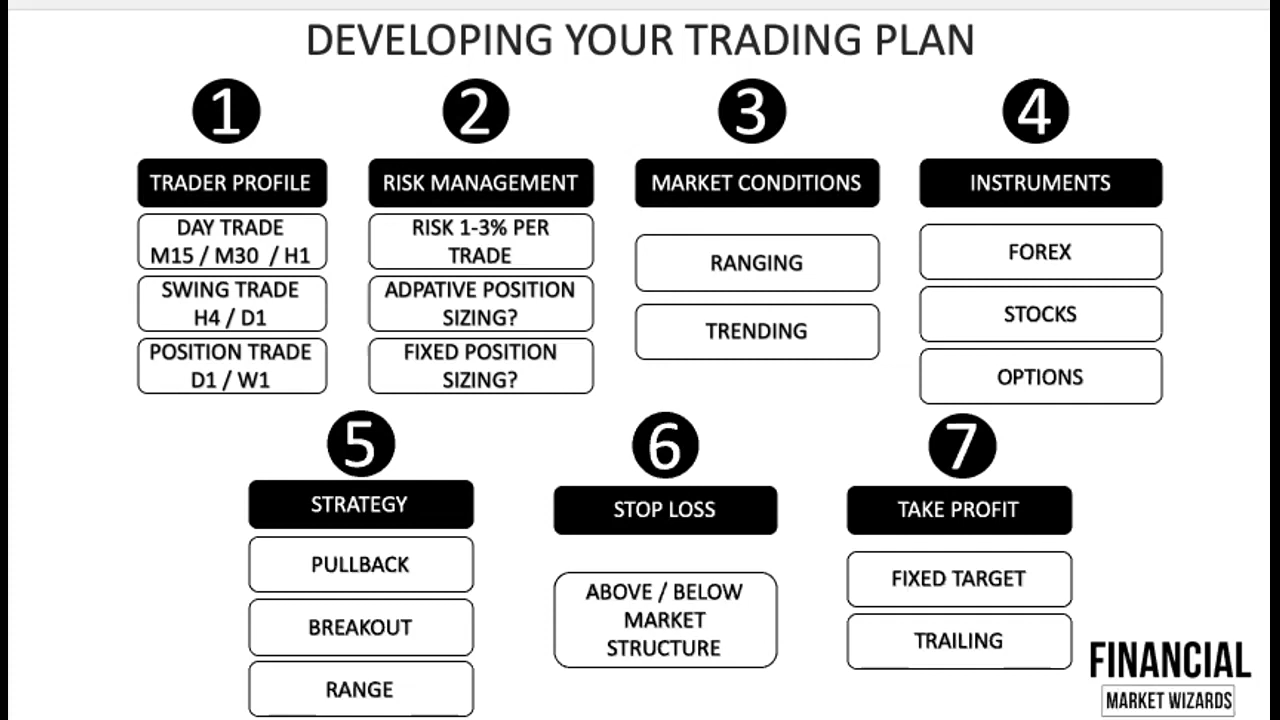 DEVELOPING YOUR TRADING PLAN
1
TRADER PROFILE
DAY TRADE
M15 / M30 / H1
SWING TRADE
H4 / D1
POSITION TRADE
D1 / W1
2
RISK MANAGEMENT
RISK 1-3% PER
TRADE
ADPATIVE POSITION
SIZING?
FIXED POSITION
SIZING?
3
MARKET CONDITIONS
RANGING
TRENDING
4
INSTRUMENTS
FOREX
STOCKS
OPTIONS
5
STRATEGY
PULLBACK
BREAKOUT
RANGE
6
STOP LOSS
ABOVE / BELOW
MARKET
STRUCTURE
7
TAKE PROFIT
FIXED TARGET
TRAILING
FINANCIAL
MARKET WIZARDS